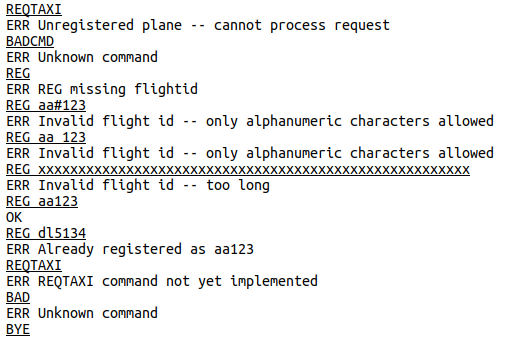 REQTAXI
ERR Unregistered plane -- cannot process request
BADCMD
ERR Unknown command
REG
ERR REG missing flightid
REG aa#123
ERR Invalid flight id -- only alphanumeric characters allowed
REG aa 123
ERR Invalid flight id -- only alphanumeric characters allowed
REG xxxxxxxxxxxxxxxxxxxxxxxxxxxxxxxxxxxxxxxxxxxxxxxxxxxxxx
ERR Invalid flight id -- too long
REG aa123
OK
REG dl5134
ERR Already registered as aa123
REQTAXI
ERR REQTAXI command not yet implemented
BAD
ERR Unknown command
BYE